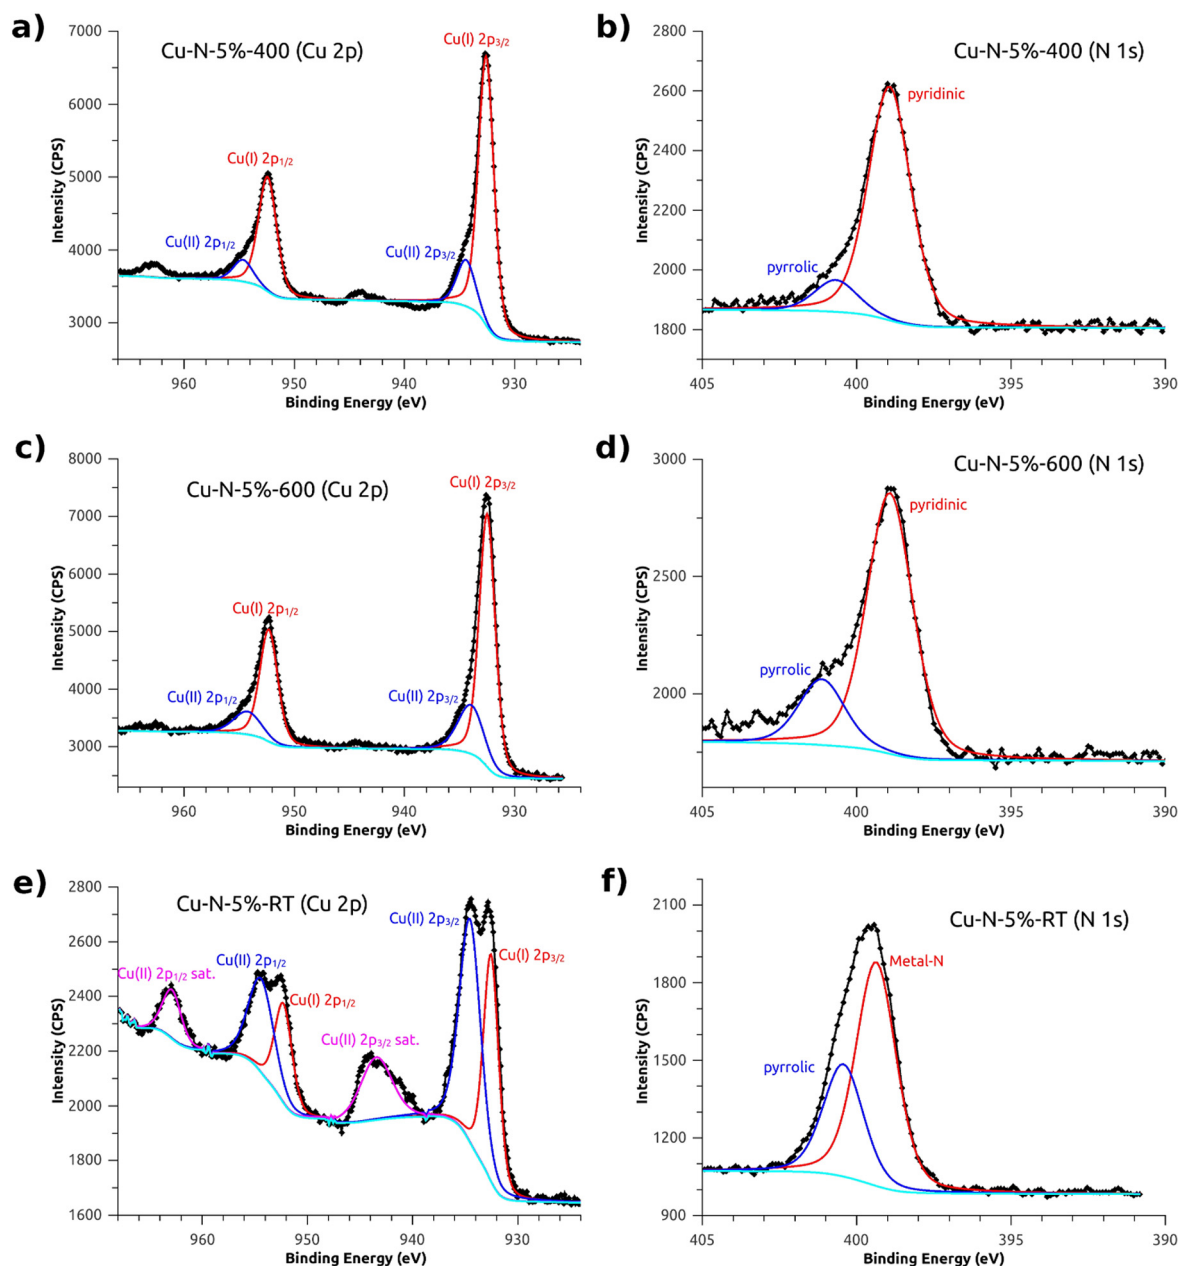 a)
Cu-N-5%-400 (Cu 2p)
Cu(I) 2p3/2
Cu(I) 2p1/2
Cu(II) 2p1/2
Cu(II) 2p3/2
7000
6000
5000
4000
3000
Intensity (CPS)
960 950 940 930
Binding Energy (eV)
b)
Cu-N-5%-400 (N 1s)
pyridinic
pyrrolic
2800
2600
2400
2200
2000
1800
Intensity (CPS)
405 400 395 390
Binding Energy (eV)
c)
Cu-N-5%-600 (Cu 2p)
Cu(I) 2p3/2
Cu(I) 2p1/2
Cu(II) 2p1/2
Cu(II) 2p3/2
8000
7000
6000
5000
4000
3000
Intensity (CPS)
960 950 940 930
Binding Energy (eV)
d)
Cu-N-5%-600 (N 1s)
pyridinic
pyrrolic
3000
2500
2000
Intensity (CPS)
405 400 395 390
Binding Energy (eV)
e)
Cu-N-5%-RT (Cu 2p)
Cu(II) 2p3/2
Cu(II) 2p1/2
Cu(I) 2p3/2
Cu(II) 2p1/2 sat.
Cu(I) 2p1/2
Cu(II) 2p3/2 sat.
2800
2600
2400
2200
2000
1800
1600
Intensity (CPS)
960 950 940 930
Binding Energy (eV)
f)
Cu-N-5%-RT (N 1s)
Metal-N
pyrrolic
2100
1800
1500
1200
900
Intensity (CPS)
405 400 395 390
Binding Energy (eV)